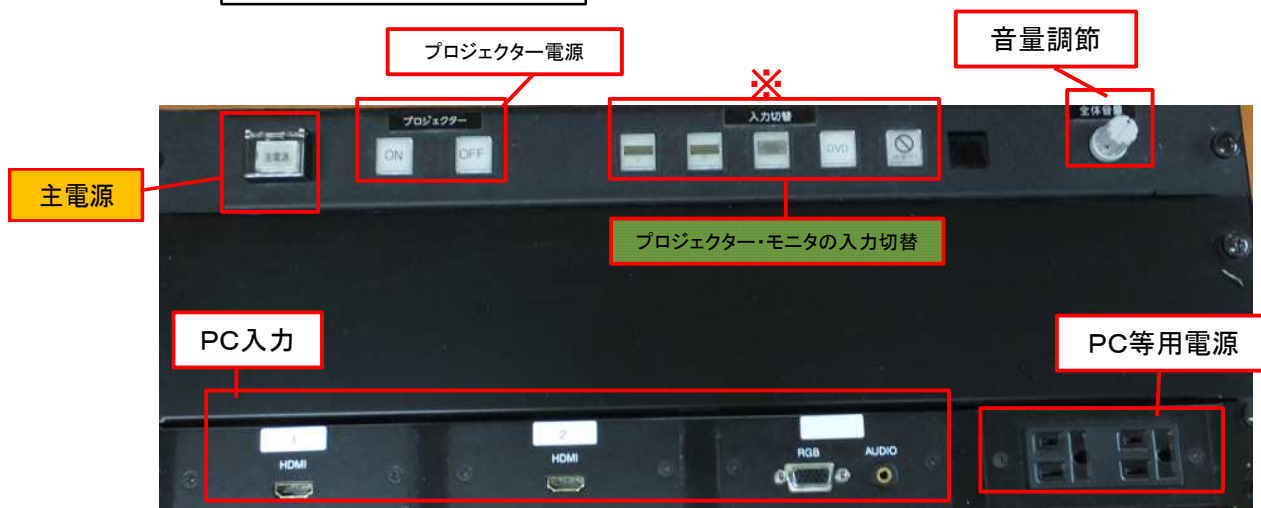 プロジェクター電源
音量調節
※
プロジェクター
入力切替
全体音量
主電源
ON
OFF
DVD
主電源
プロジェクター・モニタの入力切替
PC入力
PC等用電源
1
2
HDMI
HDMI
RGB
AUDIO